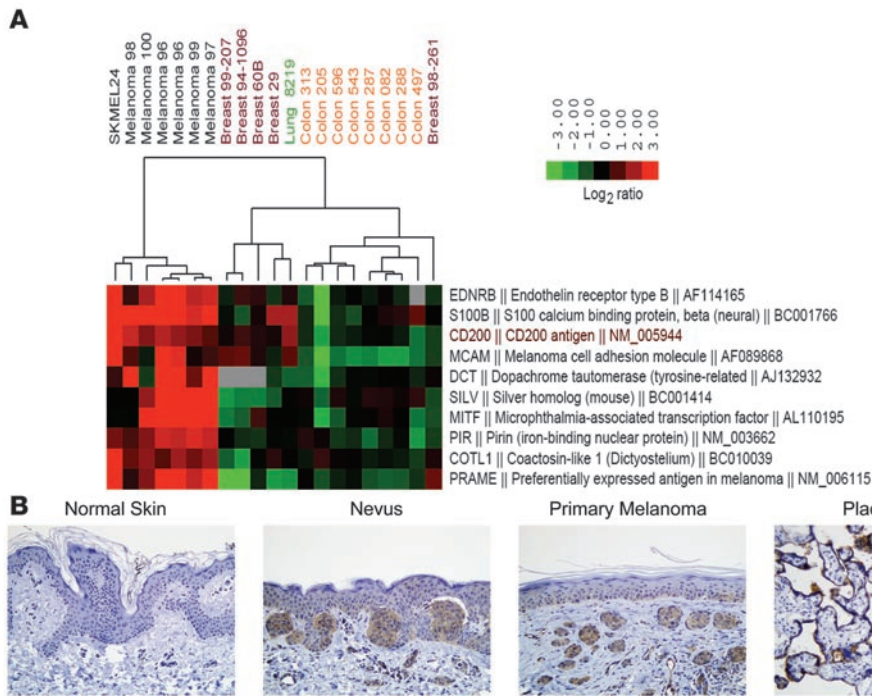 A
SKMEL24
Melanoma 98
Melanoma 100
Melanoma 96
Melanoma 96
Melanoma 99
Melanoma 97
Breast 99-207
Breast 94-1096
Breast 60B
Breast 29
Lung 8219
Colon 313
Colon 205
Colon 596
Colon 543
Colon 287
Colon 082
Colon 288
Colon 497
Breast 98-261
-3.00
-2.00
-1.00
0.00
1.00
2.00
3.00
Log2 ratio
EDNRB || Endothelin receptor type B || AF114165
S100B || S100 calcium binding protein, beta (neural) || BC001766
CD200 || CD200 antigen || NM_005944
MCAM || Melanoma cell adhesion molecule || AF089868
DCT || Dopachrome tautomerase (tyrosine-related || AJ132932
SILV || Silver homolog (mouse) || BC001414
MITF || Microphthalmia-associated transcription factor || AL110195
PIR || Pirin (iron-binding nuclear protein) || NM_003662
COTL1 || Coactosin-like 1 (Dictyostelium) || BC010039
PRAME || Preferentially expressed antigen in melanoma || NM_006115
B
Normal Skin
Nevus
Primary Melanoma
Plac